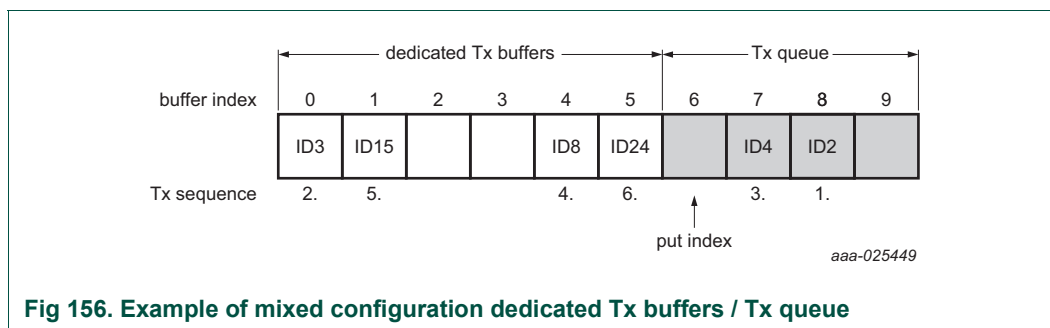 dedicated Tx buffers Tx queue
buffer index 0 1 2 3 4 5 6 7 8 9
ID3 ID15 ID8 ID24 ID4 ID2
Tx sequence 2. 5. 4. 6. 3. 1.
put index
aaa-025449
Fig 156. Example of mixed configuration dedicated Tx buffers / Tx queue